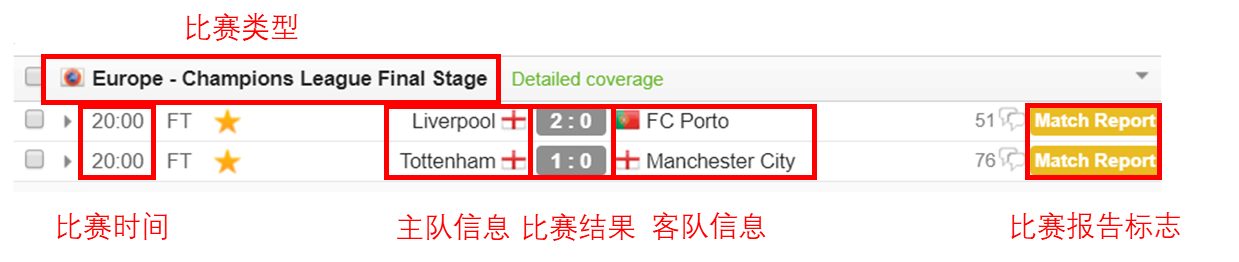 比赛类型
Europe - Champions League Final Stage Detailed coverage
20:00 FT Liverpool 2 : 0 FC Porto 51 Match Report
20:00 FT Tottenham 1 : 0 Manchester City 76 Match Report
比赛时间 主队信息 比赛结果 客队信息 比赛报告标志